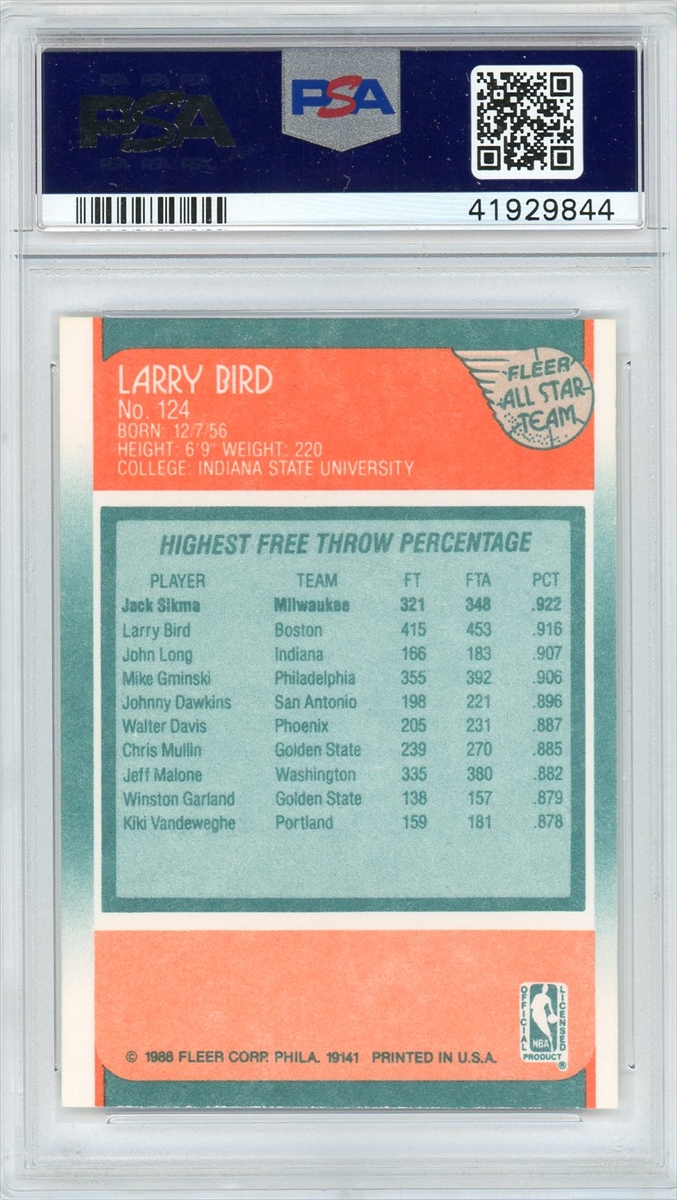 PSA
PSA
41929844
LARRY BIRD
No. 124
BORN: 12/7/56
HEIGHT: 6'9" WEIGHT: 220
COLLEGE: INDIANA STATE UNIVERSITY
FLEER
ALL STAR
TEAM
HIGHEST FREE THROW PERCENTAGE
PLAYER TEAM FT FTA PCT
Jack Sikma Milwaukee 321 348 .922
Larry Bird Boston 415 453 .916
John Long Indiana 166 183 .907
Mike Gminski Philadelphia 355 392 .906
Johnny Dawkins San Antonio 198 221 .896
Walter Davis Phoenix 205 231 .887
Chris Mullin Golden State 239 270 .885
Jeff Malone Washington 335 380 .882
Winston Garland Golden State 138 157 .879
Kiki Vandeweghe Portland 159 181 .878
OFFICIAL
LICENSED
NBA
PRODUCT
®
© 1988 FLEER CORP. PHILA. 19141 PRINTED IN U.S.A.